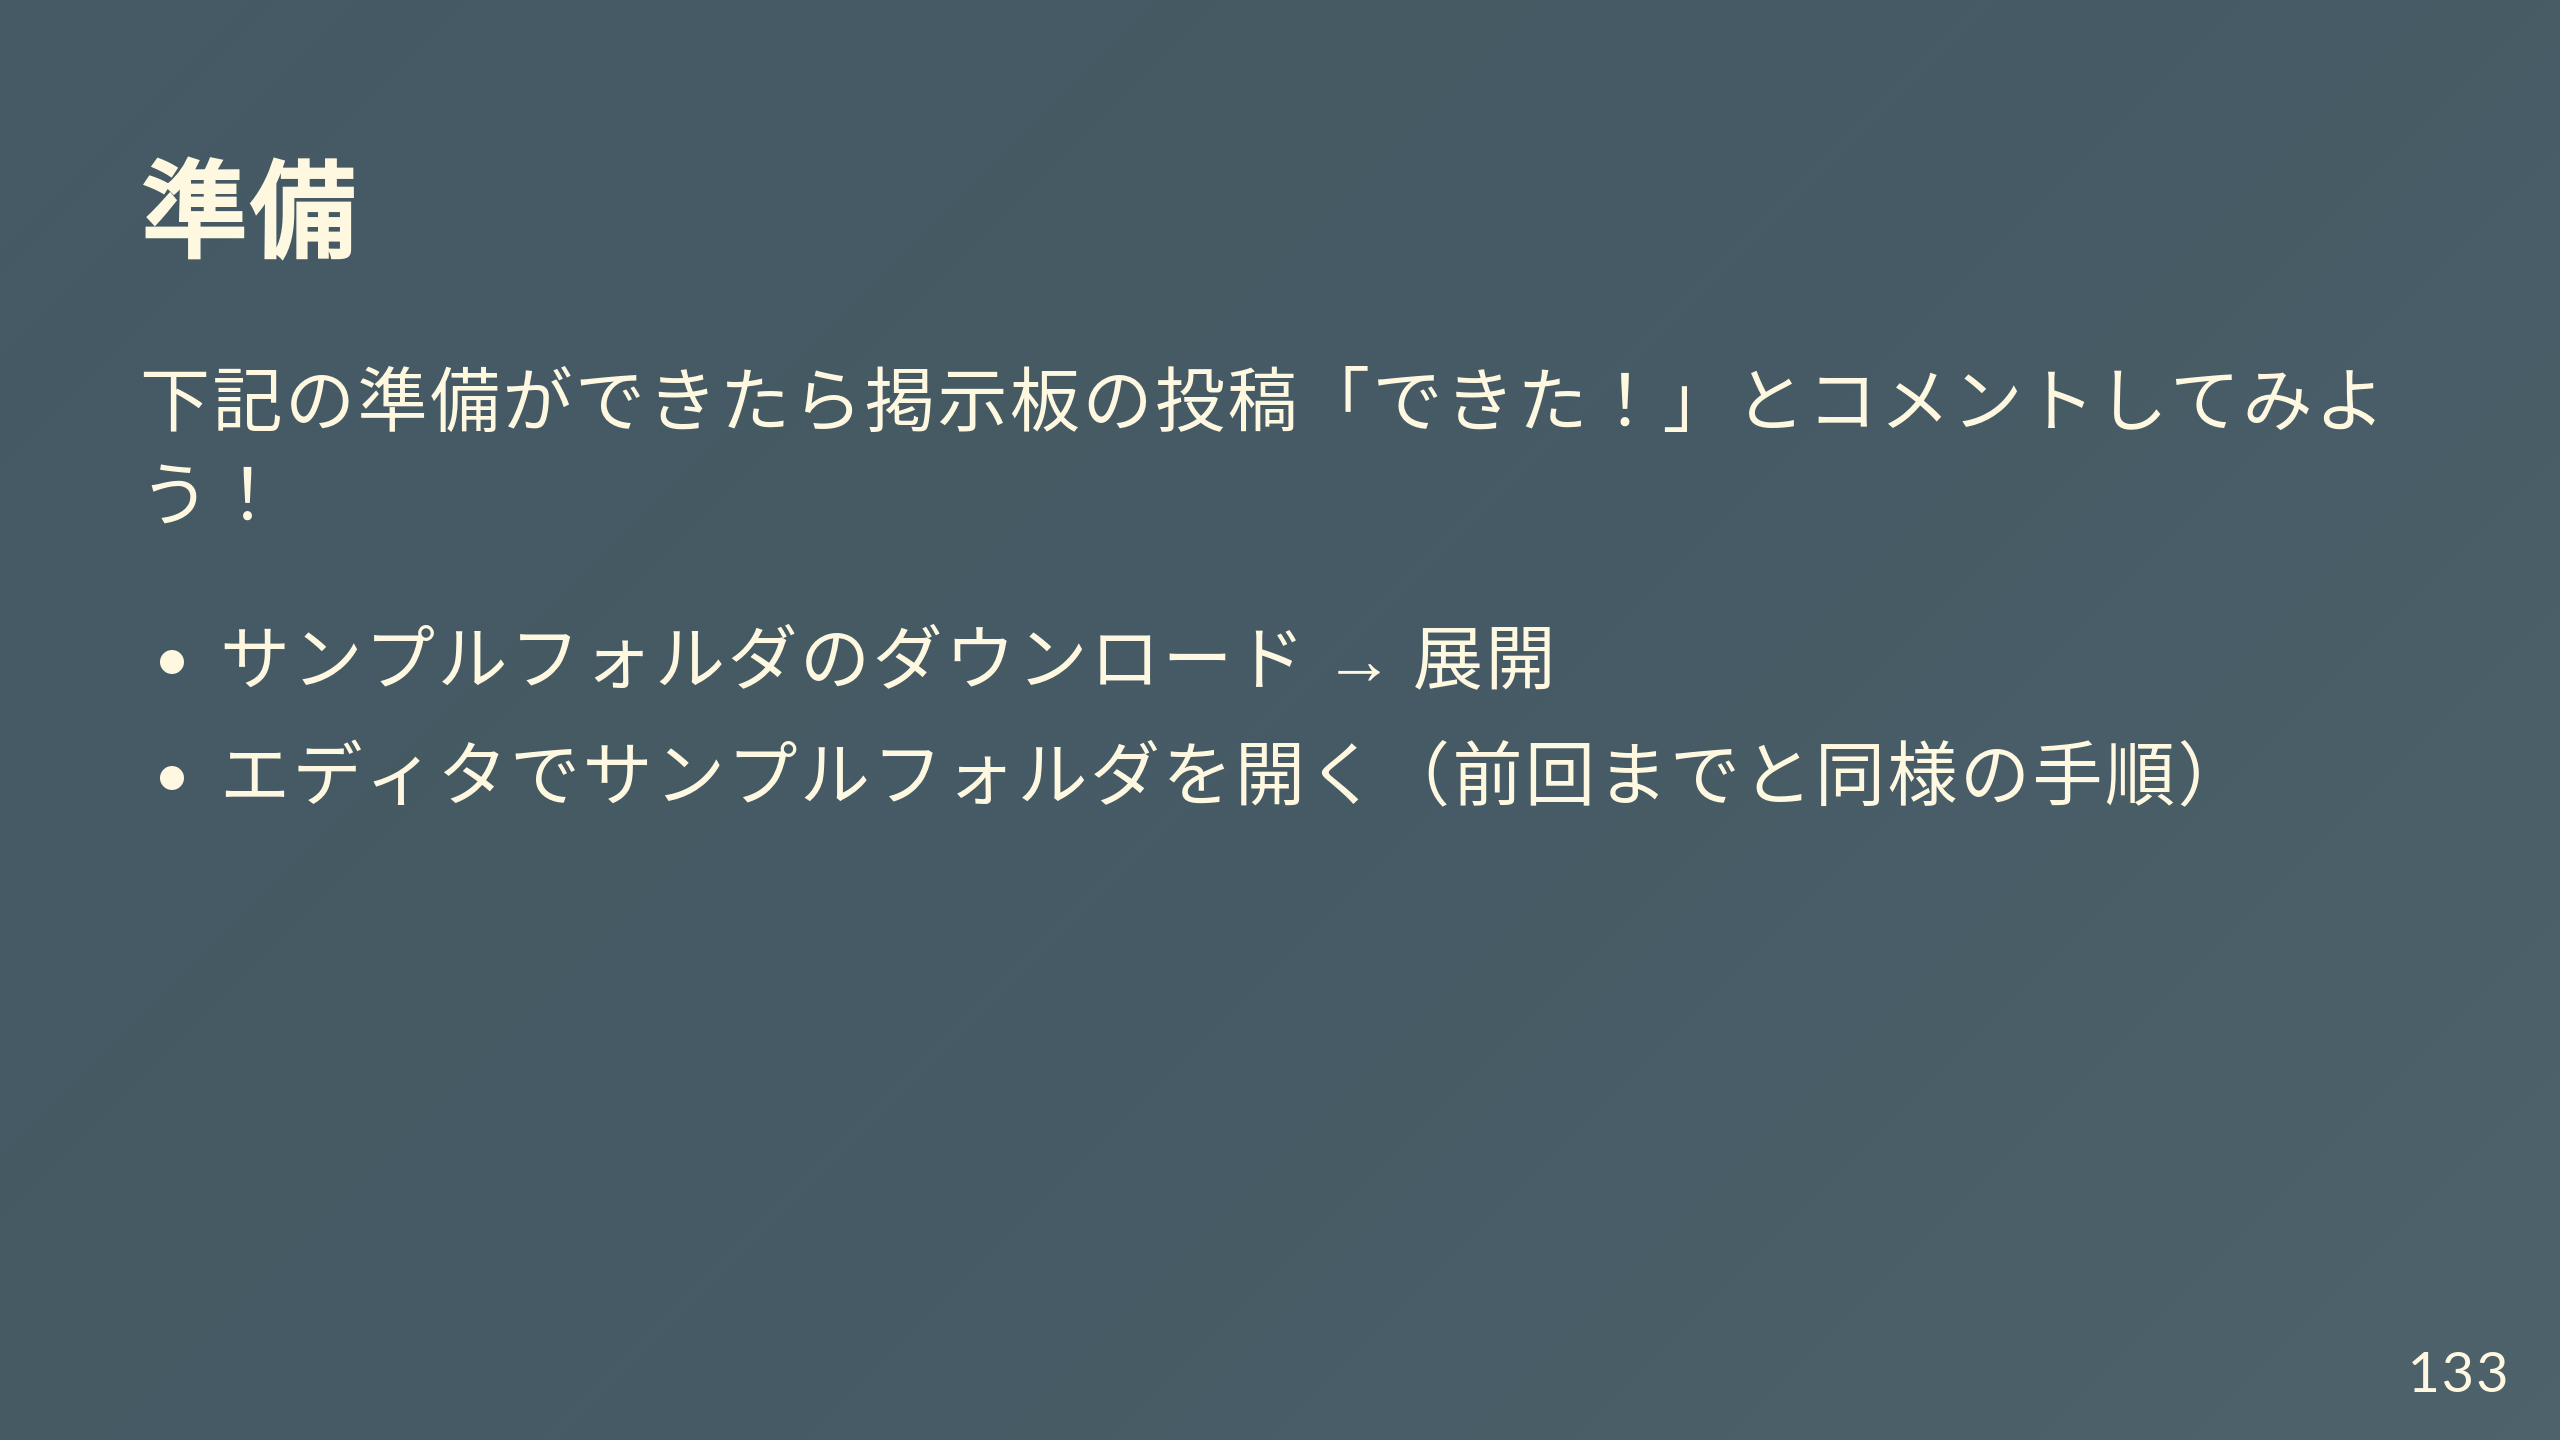 準備
下記の準備ができたら掲示板の投稿「できた！」とコメントしてみよ
う！
• サンプルフォルダのダウンロード → 展開
• エディタでサンプルフォルダを開く（前回までと同様の手順）
133